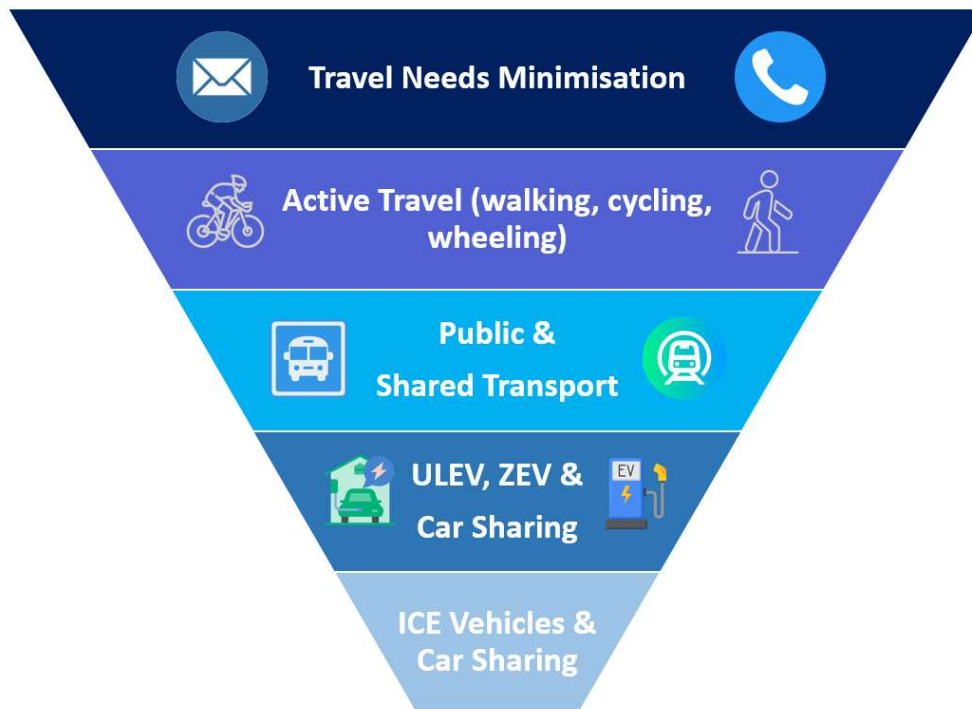 Travel Needs Minimisation
Active Travel (walking, cycling,
wheeling)
Public &
Shared Transport
ULEV, ZEV &
EV
Car Sharing
ICE Vehicles &
Car Sharing